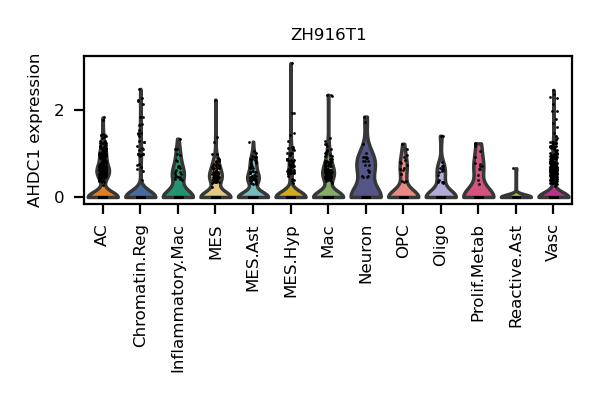 ZH916T1
AHDC1 expression
2
0
AC
Chromatin.Reg
Inflammatory.Mac
MES
MES.Ast
MES.Hyp
Mac
Neuron
OPC
Oligo
Prolif.Metab
Reactive.Ast
Vasc